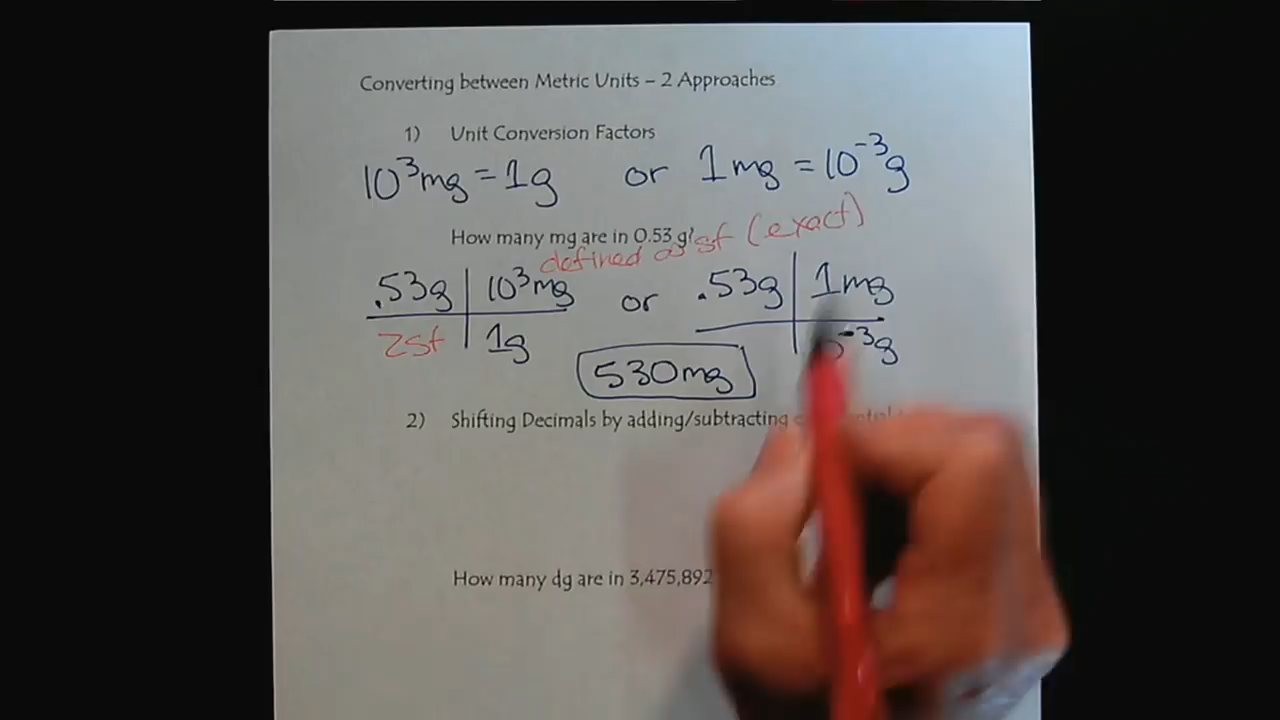 Converting between Metric Units – 2 Approaches
1) Unit Conversion Factors
10³mg = 1g or 1mg = 10⁻³g
How many mg are in 0.53 g?
defined as sf (exact)
.53g | 10³mg or .53g | 1mg
2sf | 1g ⁻³g
530mg
2) Shifting Decimals by adding/subtracting
How many dg are in 3,475,892